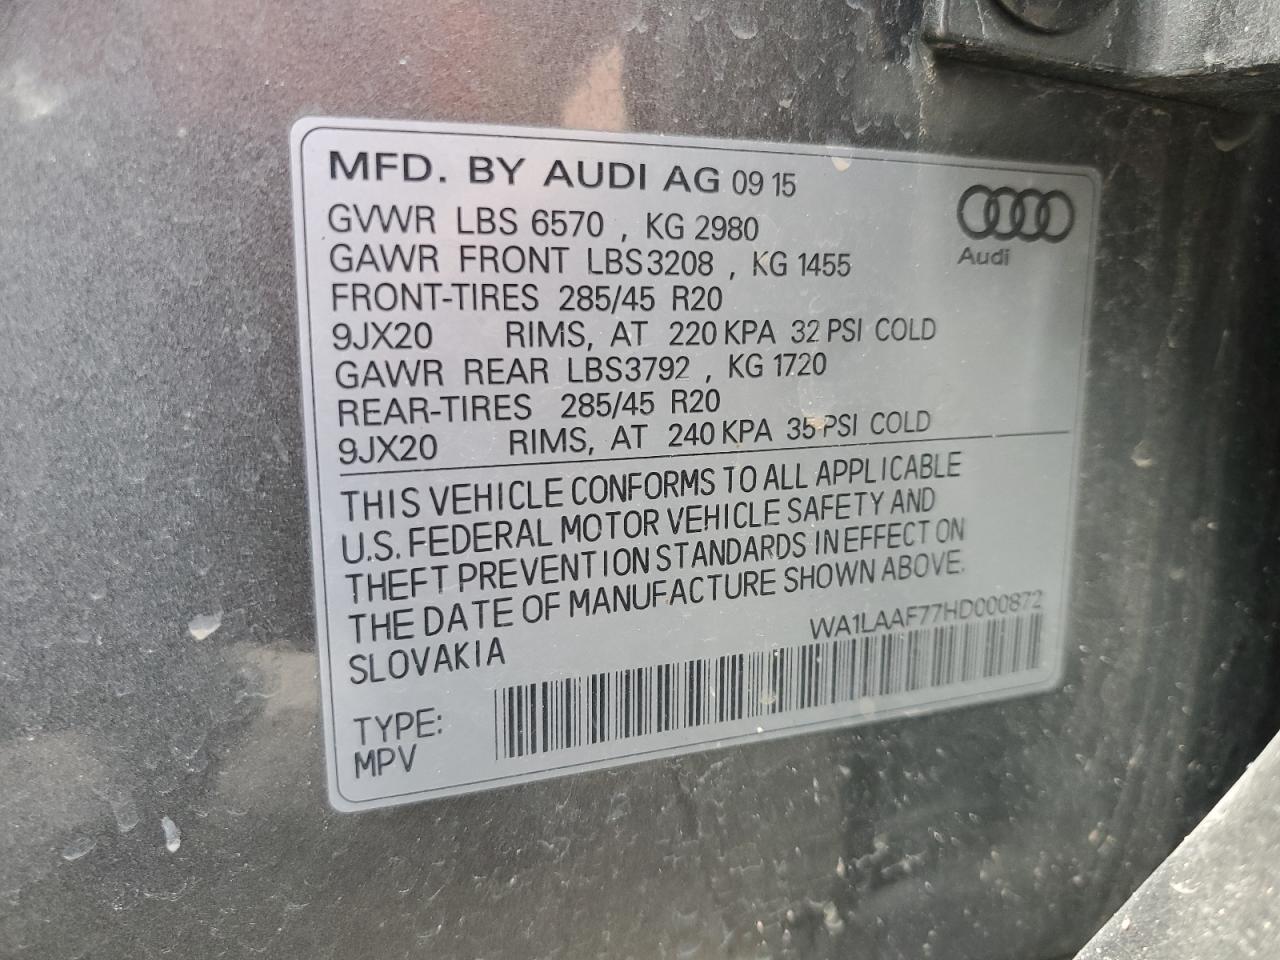 MFD. BY AUDI AG 09 15
GVWR LBS 6570 , KG 2980
GAWR FRONT LBS3208 , KG 1455
FRONT-TIRES 285/45 R20
9JX20 RIMS, AT 220 KPA 32 PSI COLD
GAWR REAR LBS3792 , KG 1720
REAR-TIRES 285/45 R20
9JX20 RIMS, AT 240 KPA 35 PSI COLD
Audi
THIS VEHICLE CONFORMS TO ALL APPLICABLE
U.S. FEDERAL MOTOR VEHICLE SAFETY AND
THEFT PREVENTION STANDARDS IN EFFECT ON
THE DATE OF MANUFACTURE SHOWN ABOVE.
SLOVAKIA
WA1LAAF77HD000872
TYPE:
MPV